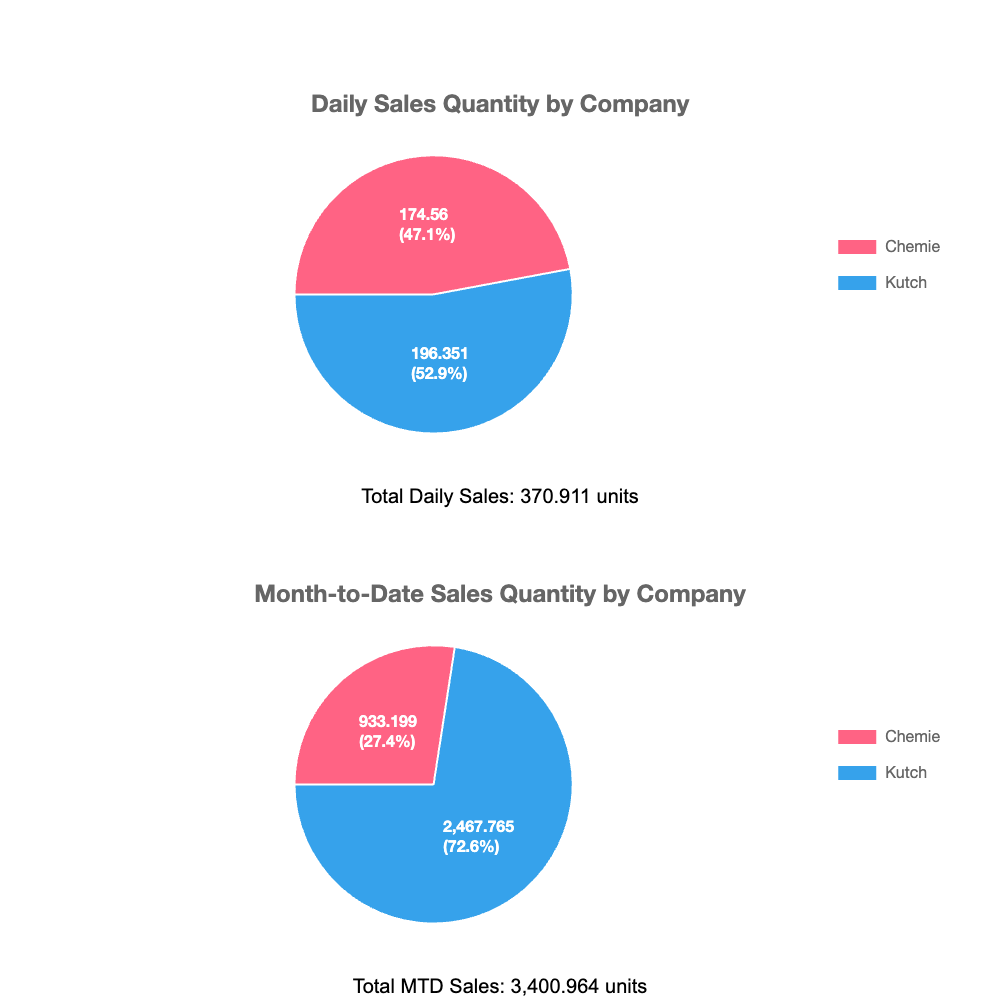 Daily Sales Quantity by Company
174.56
(47.1%)
Chemie
Kutch
196.351
(52.9%)
Total Daily Sales: 370.911 units
Month-to-Date Sales Quantity by Company
933.199
(27.4%)
Chemie
Kutch
2,467.765
(72.6%)
Total MTD Sales: 3,400.964 units